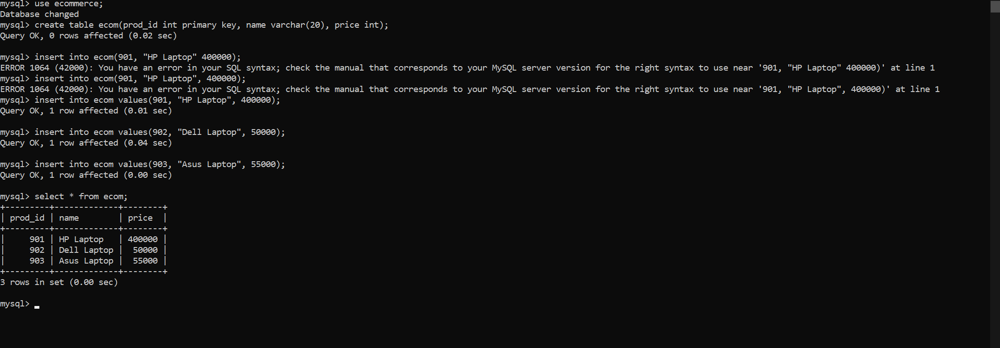 mysql> use ecommerce;
Database changed
mysql> create table ecom(prod_id int primary key, name varchar(20), price int);
Query OK, 0 rows affected (0.02 sec)

mysql> insert into ecom(901, "HP Laptop" 400000);
ERROR 1064 (42000): You have an error in your SQL syntax; check the manual that corresponds to your MySQL server version for the right syntax to use near '901, "HP Laptop" 400000)' at line 1
mysql> insert into ecom(901, "HP Laptop", 400000);
ERROR 1064 (42000): You have an error in your SQL syntax; check the manual that corresponds to your MySQL server version for the right syntax to use near '901, "HP Laptop", 400000)' at line 1
mysql> insert into ecom values(901, "HP Laptop", 400000);
Query OK, 1 row affected (0.01 sec)

mysql> insert into ecom values(902, "Dell Laptop", 50000);
Query OK, 1 row affected (0.04 sec)

mysql> insert into ecom values(903, "Asus Laptop", 55000);
Query OK, 1 row affected (0.00 sec)

mysql> select * from ecom;
+---------+-------------+--------+
| prod_id | name        | price  |
+---------+-------------+--------+
|     901 | HP Laptop   | 400000 |
|     902 | Dell Laptop |  50000 |
|     903 | Asus Laptop |  55000 |
+---------+-------------+--------+
3 rows in set (0.00 sec)

mysql>